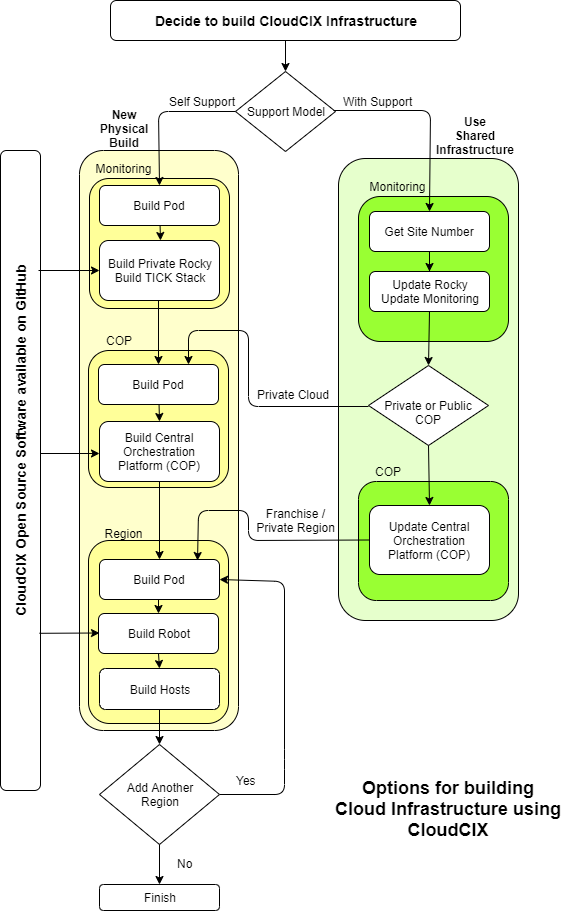 Decide to build CloudCIX Infrastructure
Support Model
Self Support
With Support
New
Physical
Build
Use
Shared
Infrastructure
CloudCIX Open Source Software available on GitHub
Monitoring
Build Pod
Build Private Rocky
Build TICK Stack
COP
Build Pod
Build Central
Orchestration
Platform (COP)
Region
Build Pod
Build Robot
Build Hosts
Monitoring
Get Site Number
Update Rocky
Update Monitoring
Private or Public
COP
Private Cloud
COP
Update Central
Orchestration
Platform (COP)
Franchise /
Private Region
Add Another
Region
Yes
No
Finish
Options for building
Cloud Infrastructure using
CloudCIX